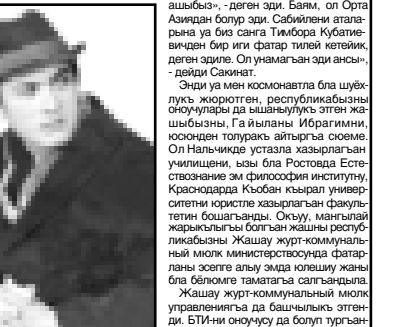 ашыбыз», - деген эди. Баям, ол Орта
Азиядан болур эди. Сабийлени атала-
рына уа биз санга Тимбора Кубатие-
вичден бир иги фатар тилей кетейик,
деген эдиле. Ол унамагъан эди ансы»,
- дейди Сакинат.
Энди уа мен космонавтла бла шуёх-
лукъ жюрютген, республикабызны
оноучулары да ышаныулукъ этген жа-
шыбызны, Гайыланы Ибрагимни,
юсюнден толуракъ айтыргъа сюеме.
Ол Нальчикде устазла хазырлагъан
училищени, ызы бла Ростовда Есте-
ствознание эм философия институтну,
Краснодарда Къобан къырал универ-
ситетни юристле хазырлагъан факуль-
тетин бошагъанды. Окъуу, мангылай
жарыкълыгъы болгъан жашны респуб-
ликабызны Жашау журт-коммуналь-
ный мюлк министерствосунда фатар-
ланы эсепге алыу эмда юлешиу жаны
бла бёлюмге таматагъа салгъандыла.
Жашау журт-коммунальный мюлк
управлениягъа да башчылыкъ этген-
ди. БТИ-ни оноучусу да болуп тургъан-